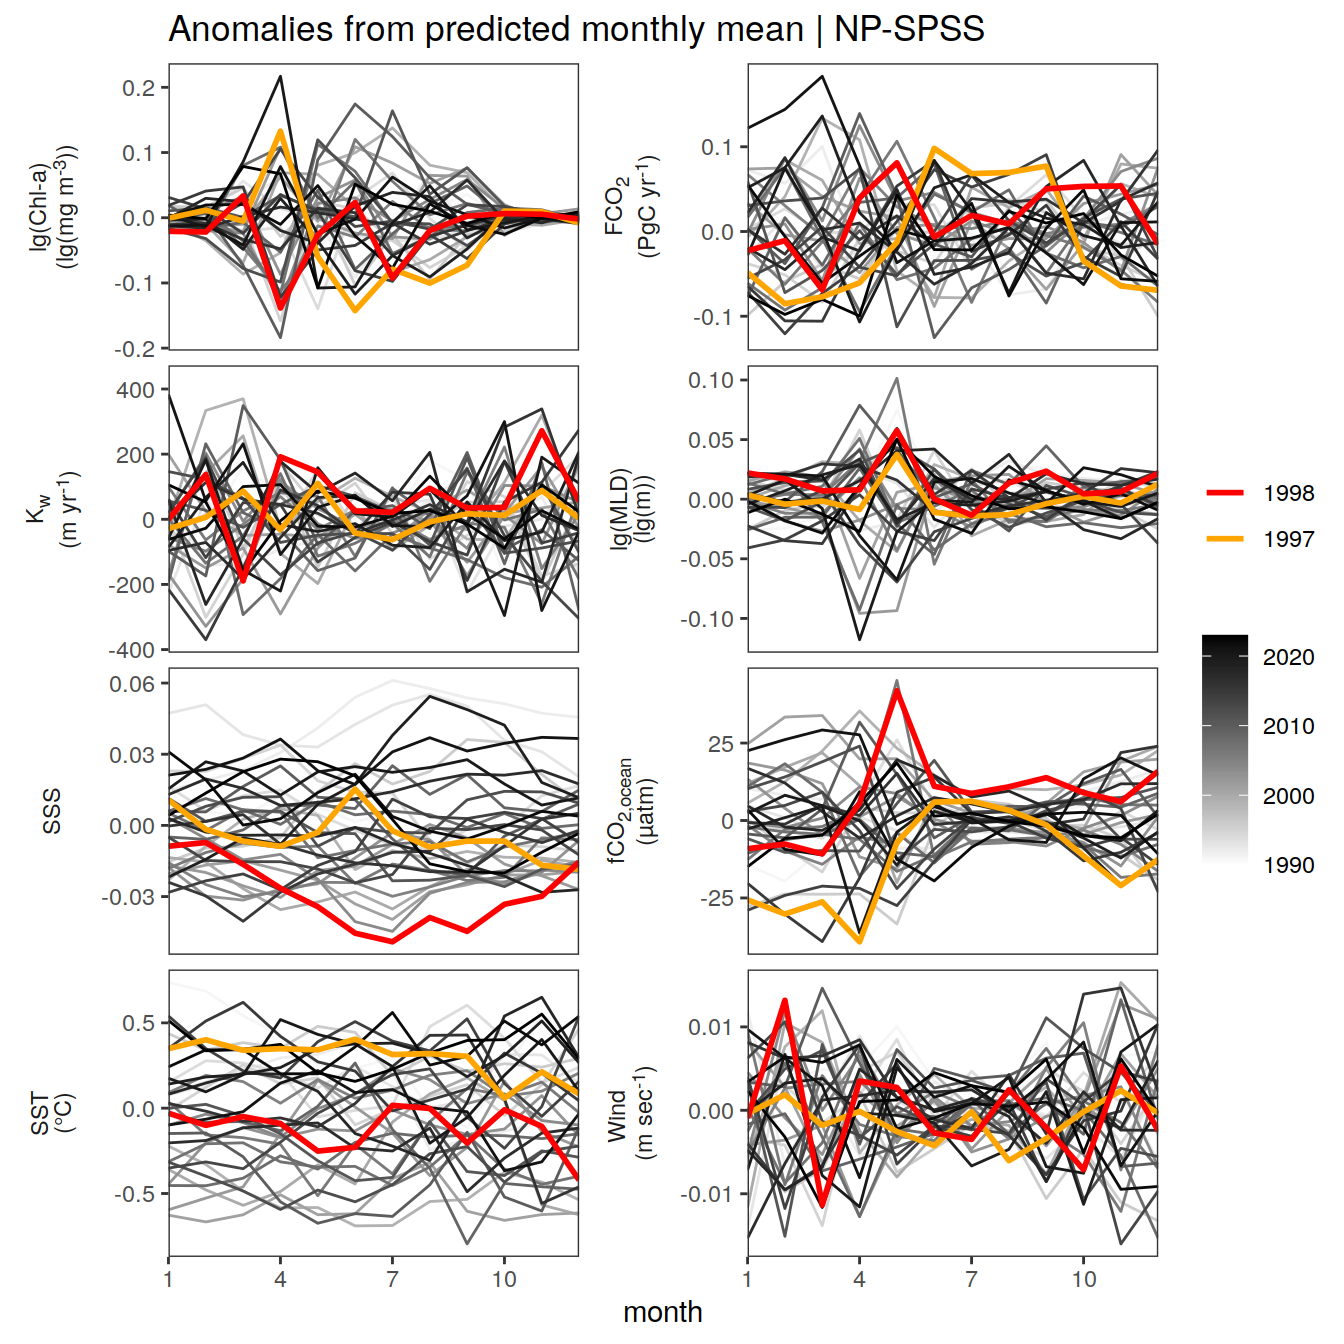 Anomalies from predicted monthly mean | NP-SPSS
lg(Chl-a)
(lg(mg m⁻³))
0.2
0.1
0.0
-0.1
-0.2
FCO₂
(PgC yr⁻¹)
0.1
0.0
-0.1
K_w
(m yr⁻¹)
400
200
0
-200
-400
lg(MLD)
(lg(m))
0.10
0.05
0.00
-0.05
-0.10
SSS
0.06
0.03
0.00
-0.03
fCO₂,ocean
(µatm)
25
0
-25
SST
(°C)
0.5
0.0
-0.5
Wind
(m sec⁻¹)
0.01
0.00
-0.01
1 4 7 10
1 4 7 10
month
1998
1997
2020
2010
2000
1990